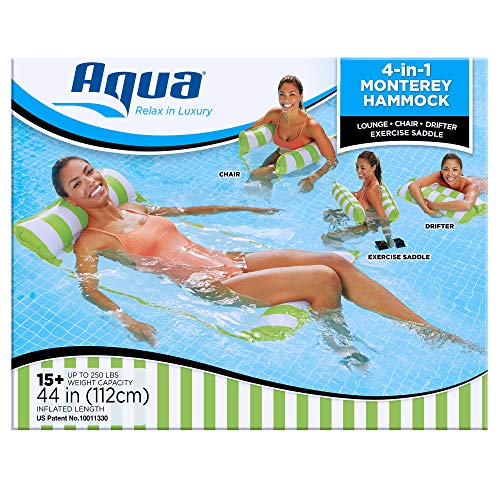 Aqua®
Relax in Luxury
4-in-1
MONTEREY
HAMMOCK
LOUNGE • CHAIR • DRIFTER
EXERCISE SADDLE
CHAIR
EXERCISE SADDLE
DRIFTER
15+ UP TO 250 LBS
WEIGHT CAPACITY
44 in (112cm)
INFLATED LENGTH
US Patent No.10011330